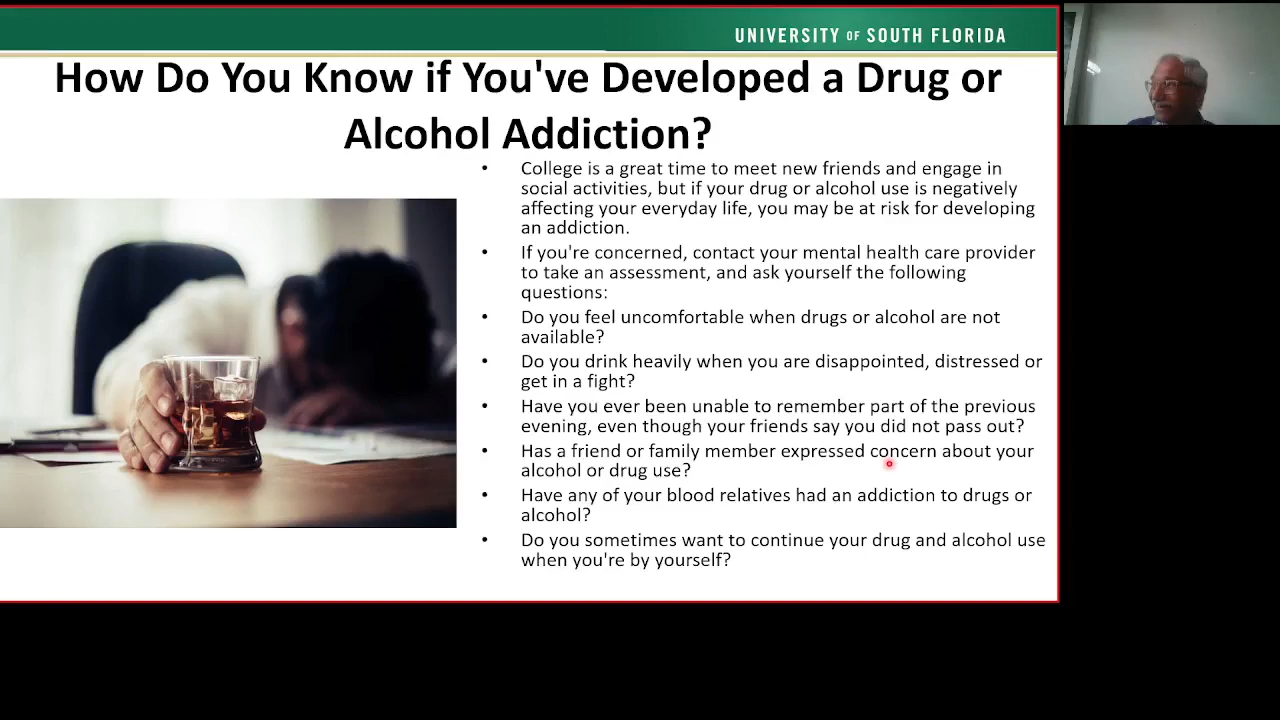 UNIVERSITY OF SOUTH FLORIDA
How Do You Know if You've Developed a Drug or
Alcohol Addiction?
• College is a great time to meet new friends and engage in
social activities, but if your drug or alcohol use is negatively
affecting your everyday life, you may be at risk for developing
an addiction.
• If you're concerned, contact your mental health care provider
to take an assessment, and ask yourself the following
questions:
• Do you feel uncomfortable when drugs or alcohol are not
available?
• Do you drink heavily when you are disappointed, distressed or
get in a fight?
• Have you ever been unable to remember part of the previous
evening, even though your friends say you did not pass out?
• Has a friend or family member expressed concern about your
alcohol or drug use?
• Have any of your blood relatives had an addiction to drugs or
alcohol?
• Do you sometimes want to continue your drug and alcohol use
when you're by yourself?